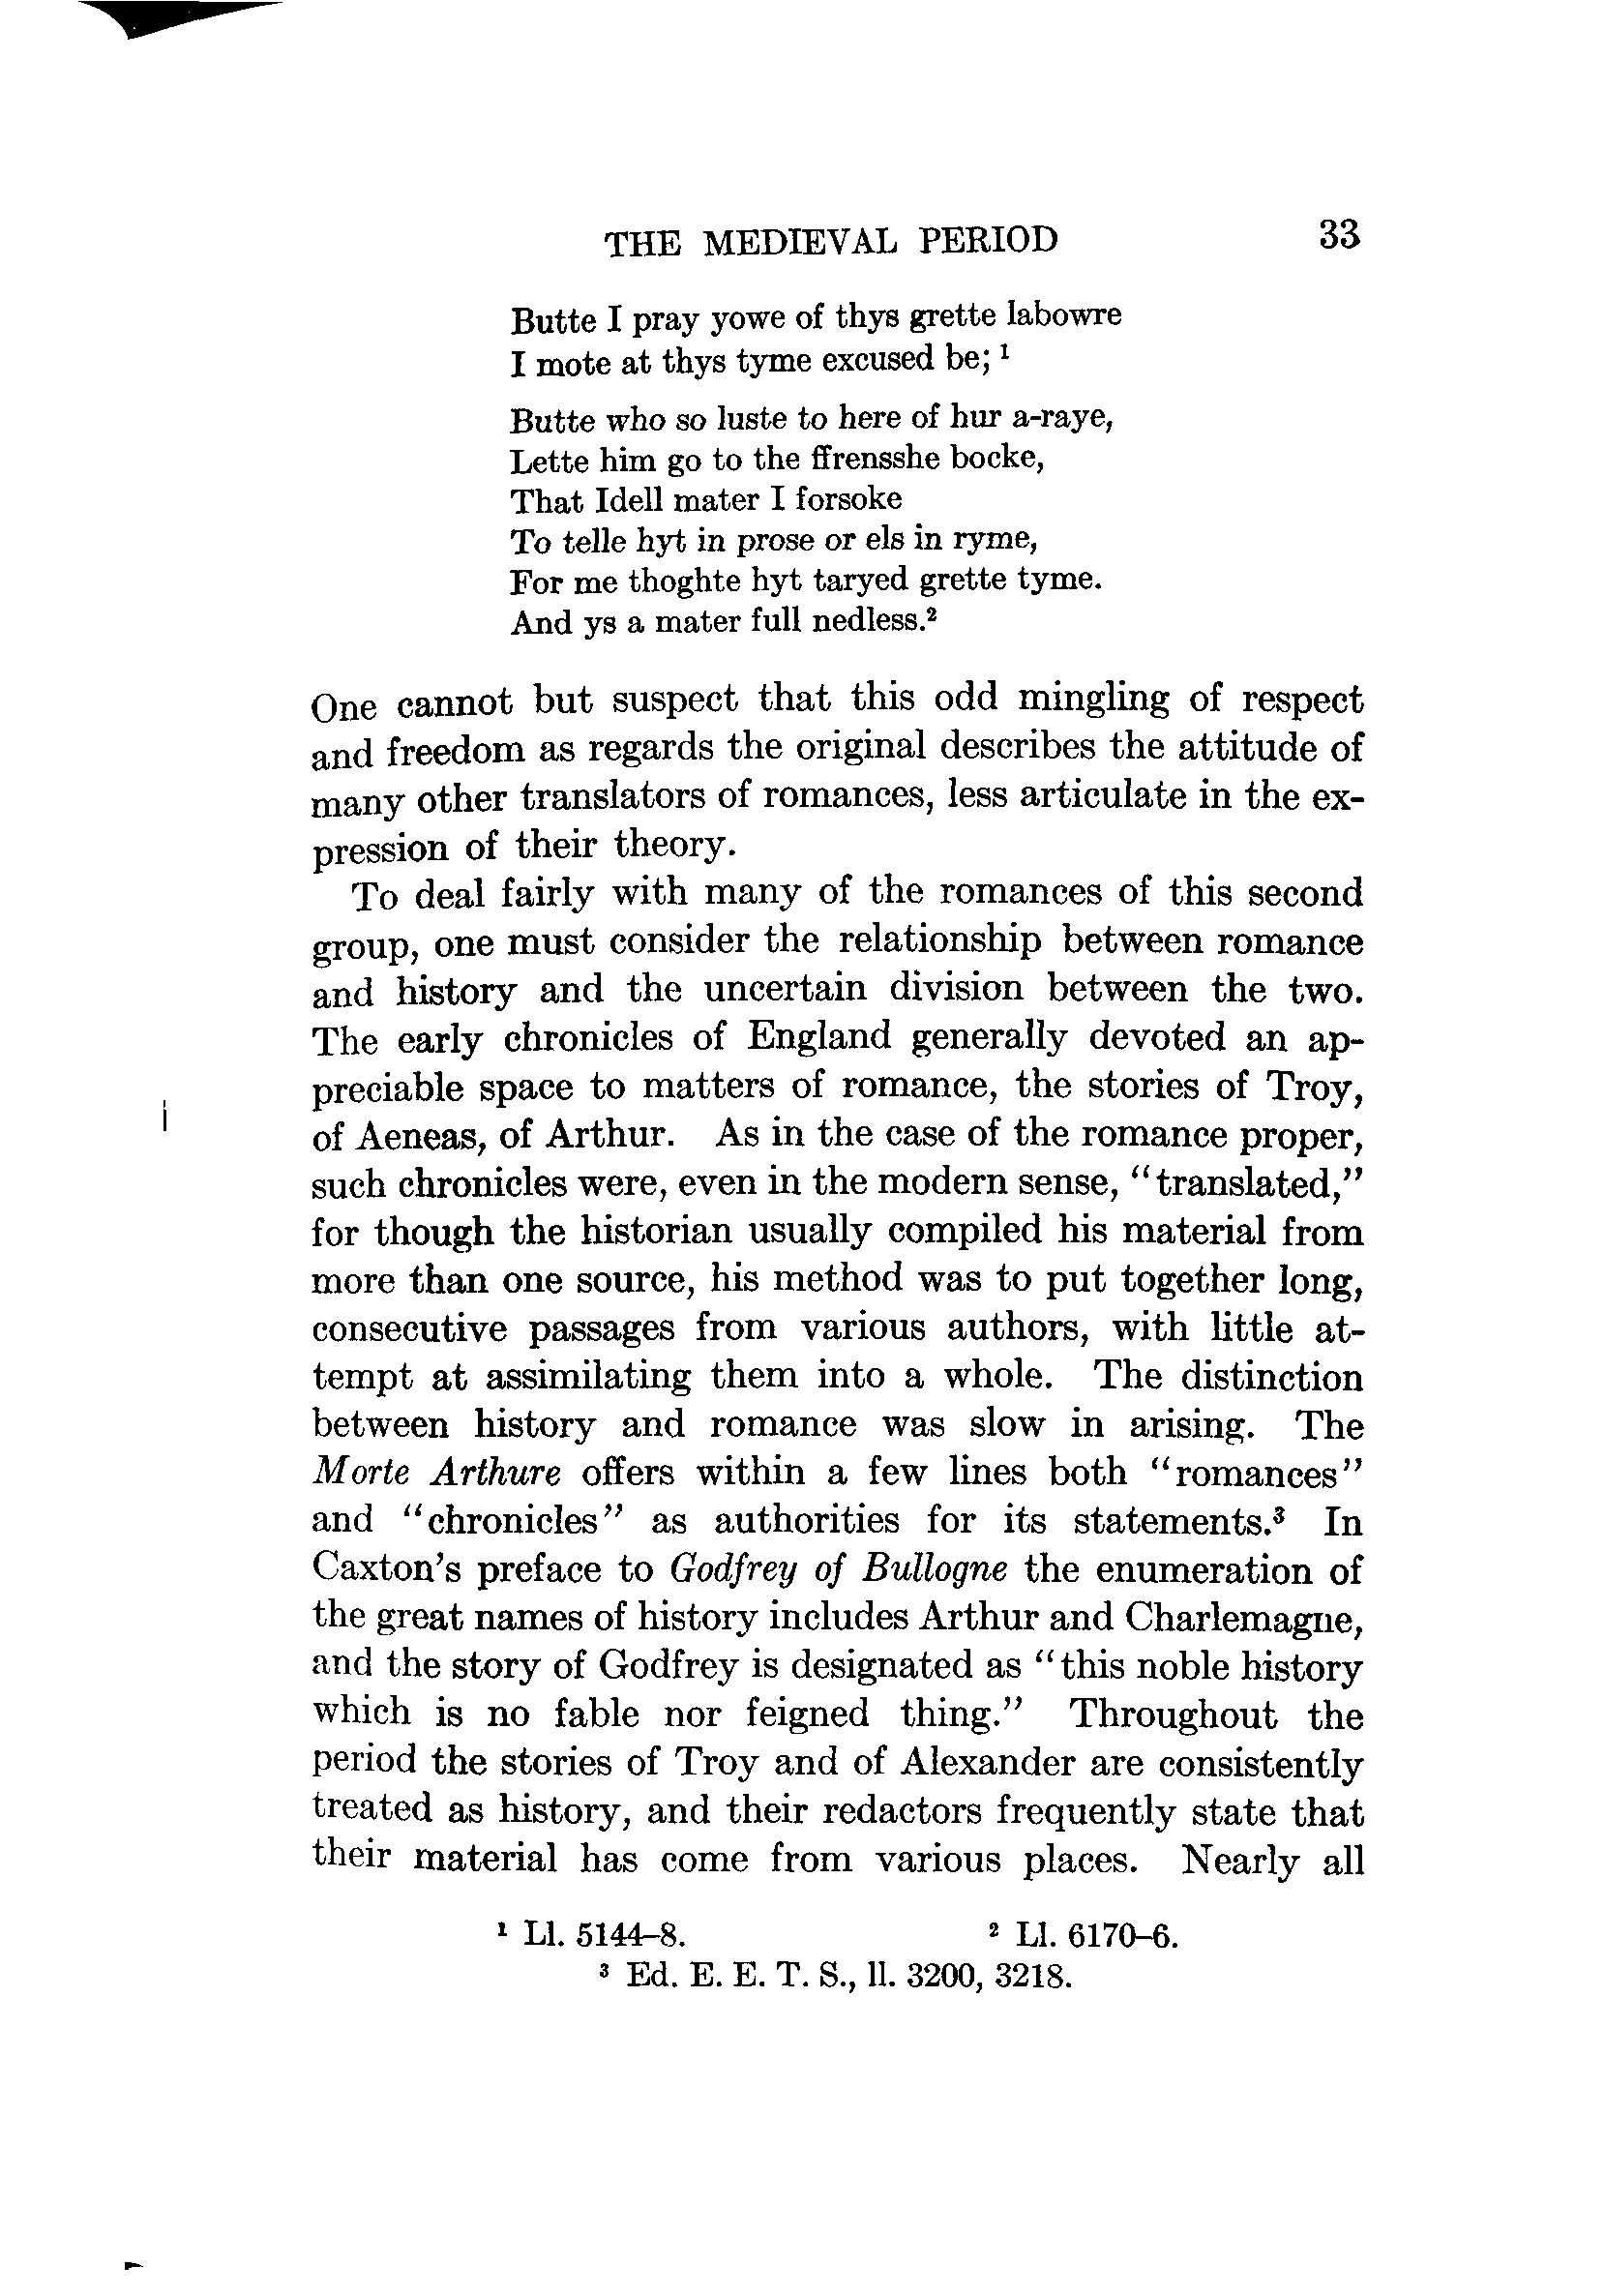 THE MEDIEVAL PERIOD 33
Butte I pray yowe of thys grette labowre
I mote at thys tyme excused be; ¹
Butte who so luste to here of hur a-raye,
Lette him go to the ffrensshe bocke,
That Idell mater I forsoke
To telle hyt in prose or els in ryme,
For me thoghte hyt taryed grette tyme.
And ys a mater full nedless.²
One cannot but suspect that this odd mingling of respect
and freedom as regards the original describes the attitude of
many other translators of romances, less articulate in the ex-
pression of their theory.
To deal fairly with many of the romances of this second
group, one must consider the relationship between romance
and history and the uncertain division between the two.
The early chronicles of England generally devoted an ap-
preciable space to matters of romance, the stories of Troy,
of Aeneas, of Arthur. As in the case of the romance proper,
such chronicles were, even in the modern sense, "translated,"
for though the historian usually compiled his material from
more than one source, his method was to put together long,
consecutive passages from various authors, with little at-
tempt at assimilating them into a whole. The distinction
between history and romance was slow in arising. The
Morte Arthure offers within a few lines both "romances"
and "chronicles" as authorities for its statements.³ In
Caxton's preface to Godfrey of Bullogne the enumeration of
the great names of history includes Arthur and Charlemagne,
and the story of Godfrey is designated as "this noble history
which is no fable nor feigned thing." Throughout the
period the stories of Troy and of Alexander are consistently
treated as history, and their redactors frequently state that
their material has come from various places. Nearly all
¹ Ll. 5144–8. ² Ll. 6170–6.
³ Ed. E. E. T. S., ll. 3200, 3218.